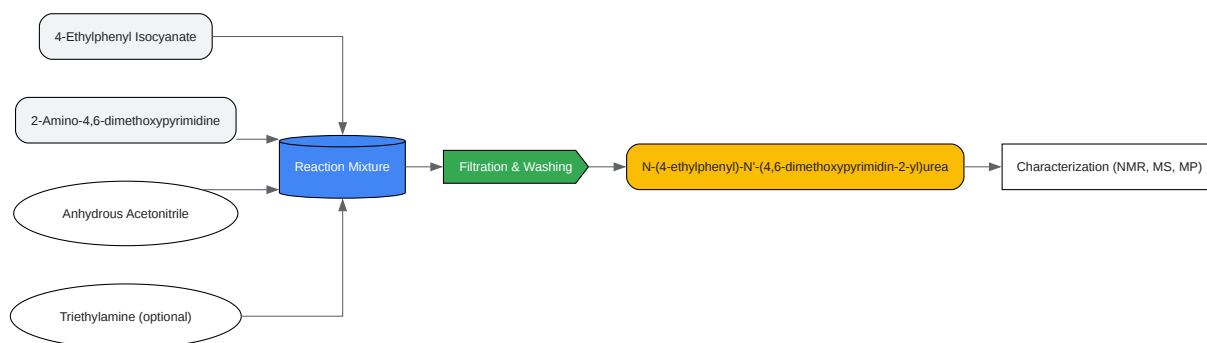 4-Ethylphenyl Isocyanate
2-Amino-4,6-dimethoxypyrimidine
Reaction Mixture
Filtration & Washing
N-(4-ethylphenyl)-N'-(4,6-dimethoxypyrimidin-2-yl)urea
Characterization (NMR, MS, MP)
Anhydrous Acetonitrile
Triethylamine (optional)